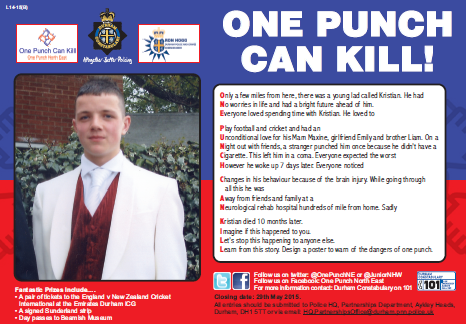 L14-15(B)
One Punch Can Kill
One Punch North East
ONE PUNCH
CAN KILL!
Only a few miles from here, there was a young lad called Kristian. He had
No worries in life and had a bright future ahead of him.
Everyone loved spending time with Kristian. He loved to
Play football and cricket and had an
Unconditional love for his Mam Maxine, girlfriend Emily and brother Liam. On a
Night out with friends, a stranger punched him once because he didn't have a
Cigarette. This left him in a coma. Everyone expected the worst
However he woke up 7 days later. Everyone noticed
Changes in his behaviour because of the brain injury. While going through
all this he was
Away from friends and family at a
Neurological rehab hospital hundreds of mile from home. Sadly
Kristian died 10 months later.
Imagine if this happened to you.
Let's stop this happening to anyone else.
Learn from this story. Design a poster to warn of the dangers of one punch.
Fantastic Prizes Include....
• A pair of tickets to the England v New Zealand Cricket
International at the Emirates Durham ICG
• A signed Sunderland strip
• Day passes to Beamish Museum
Follow us on twitter: @OnePunchNE or @JuniorNHW
Follow us on Facebook: One Punch North East
For more information contact: Durham Constabulary on 101
101
Closing date: 29th May 2015.
All entries should be submitted to Police HQ, Partnerships Department, Aykley Heads,
Durham, DH1 5TT or via email: HQ.PartnershipsOffice@durham.pnn.police.uk